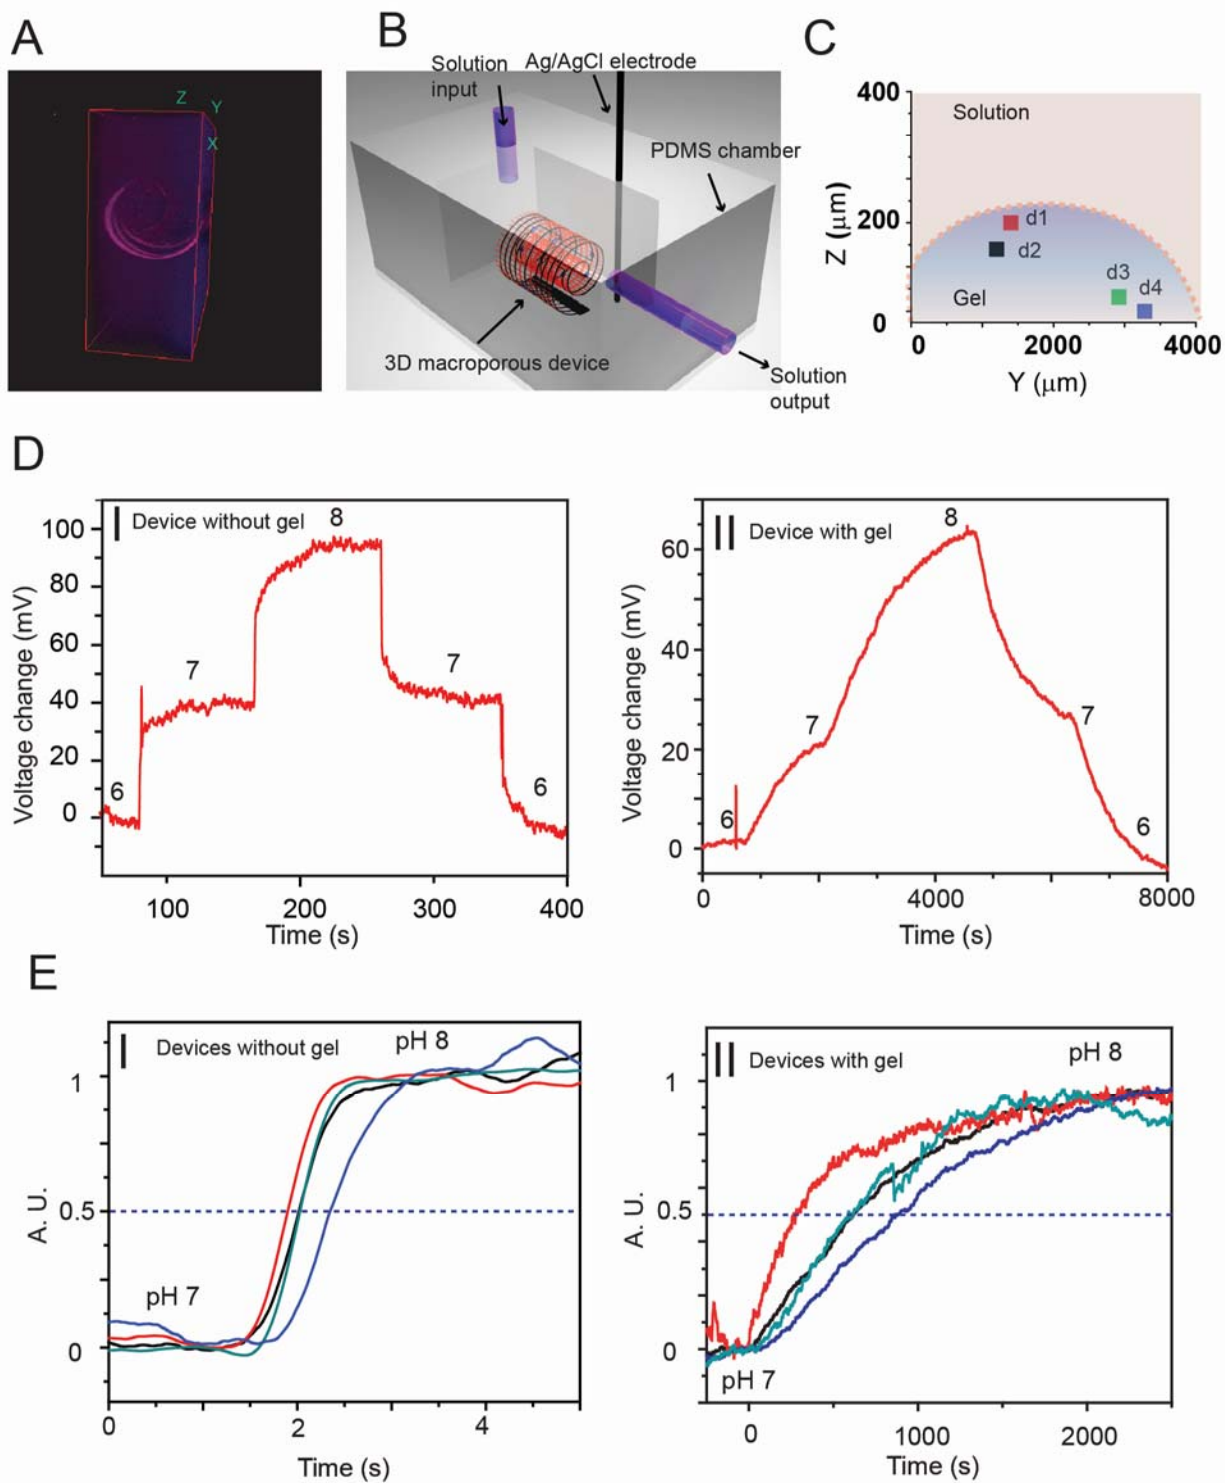 A
Z
Y
X
B
Solution
input
Ag/AgCl electrode
PDMS chamber
3D macroporous device
Solution
output
C
400
200
0
Z (μm)
Solution
d1
d2
d3
d4
Gel
0
2000
4000
Y (μm)
D
I Device without gel
100
80
60
40
20
0
Voltage change (mV)
6
7
8
7
6
100
200
300
400
Time (s)
II Device with gel
60
40
20
0
Voltage change (mV)
6
7
8
7
6
0
4000
8000
Time (s)
E
I Devices without gel
pH 8
1
0.5
0
A. U.
pH 7
0
2
4
Time (s)
II Devices with gel
pH 8
1
0.5
0
A. U.
pH 7
0
1000
2000
Time (s)